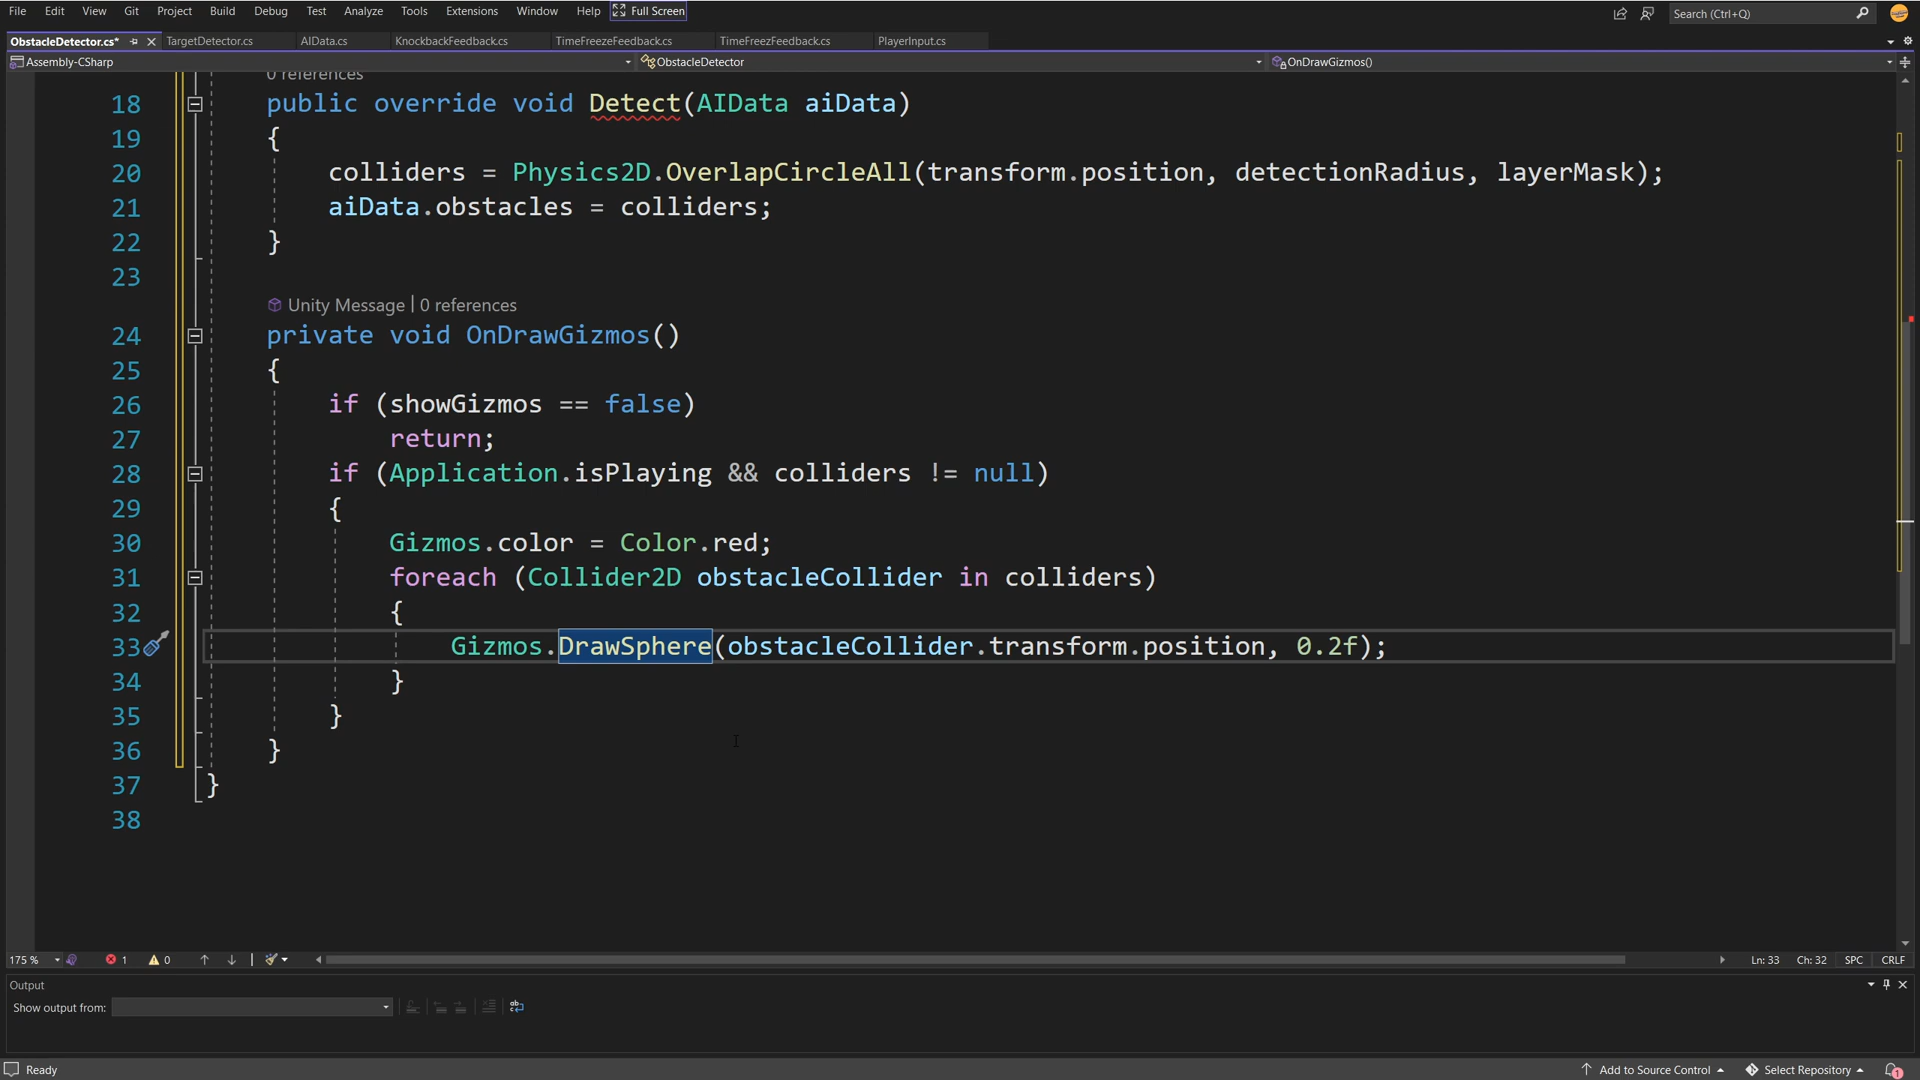 File Edit View Git Project Build Debug Test Analyze Tools Extensions Window Help Full Screen Search (Ctrl+Q)
ObstacleDetector.cs* TargetDetector.cs AIData.cs KnockbackFeedback.cs TimeFreezeFeedback.cs TimeFreezFeedback.cs PlayerInput.cs
Assembly-CSharp ObstacleDetector OnDrawGizmos()
0 references
18 public override void Detect(AIData aiData)
19 {
20 colliders = Physics2D.OverlapCircleAll(transform.position, detectionRadius, layerMask);
21 aiData.obstacles = colliders;
22 }
23
Unity Message | 0 references
24 private void OnDrawGizmos()
25 {
26 if (showGizmos == false)
27 return;
28 if (Application.isPlaying && colliders != null)
29 {
30 Gizmos.color = Color.red;
31 foreach (Collider2D obstacleCollider in colliders)
32 {
33 Gizmos.DrawSphere(obstacleCollider.transform.position, 0.2f);
34 }
35 }
36 }
37 }
38
175 % 1 0 Ln: 33 Ch: 32 SPC CRLF
Output
Show output from:
Ready Add to Source Control Select Repository 1